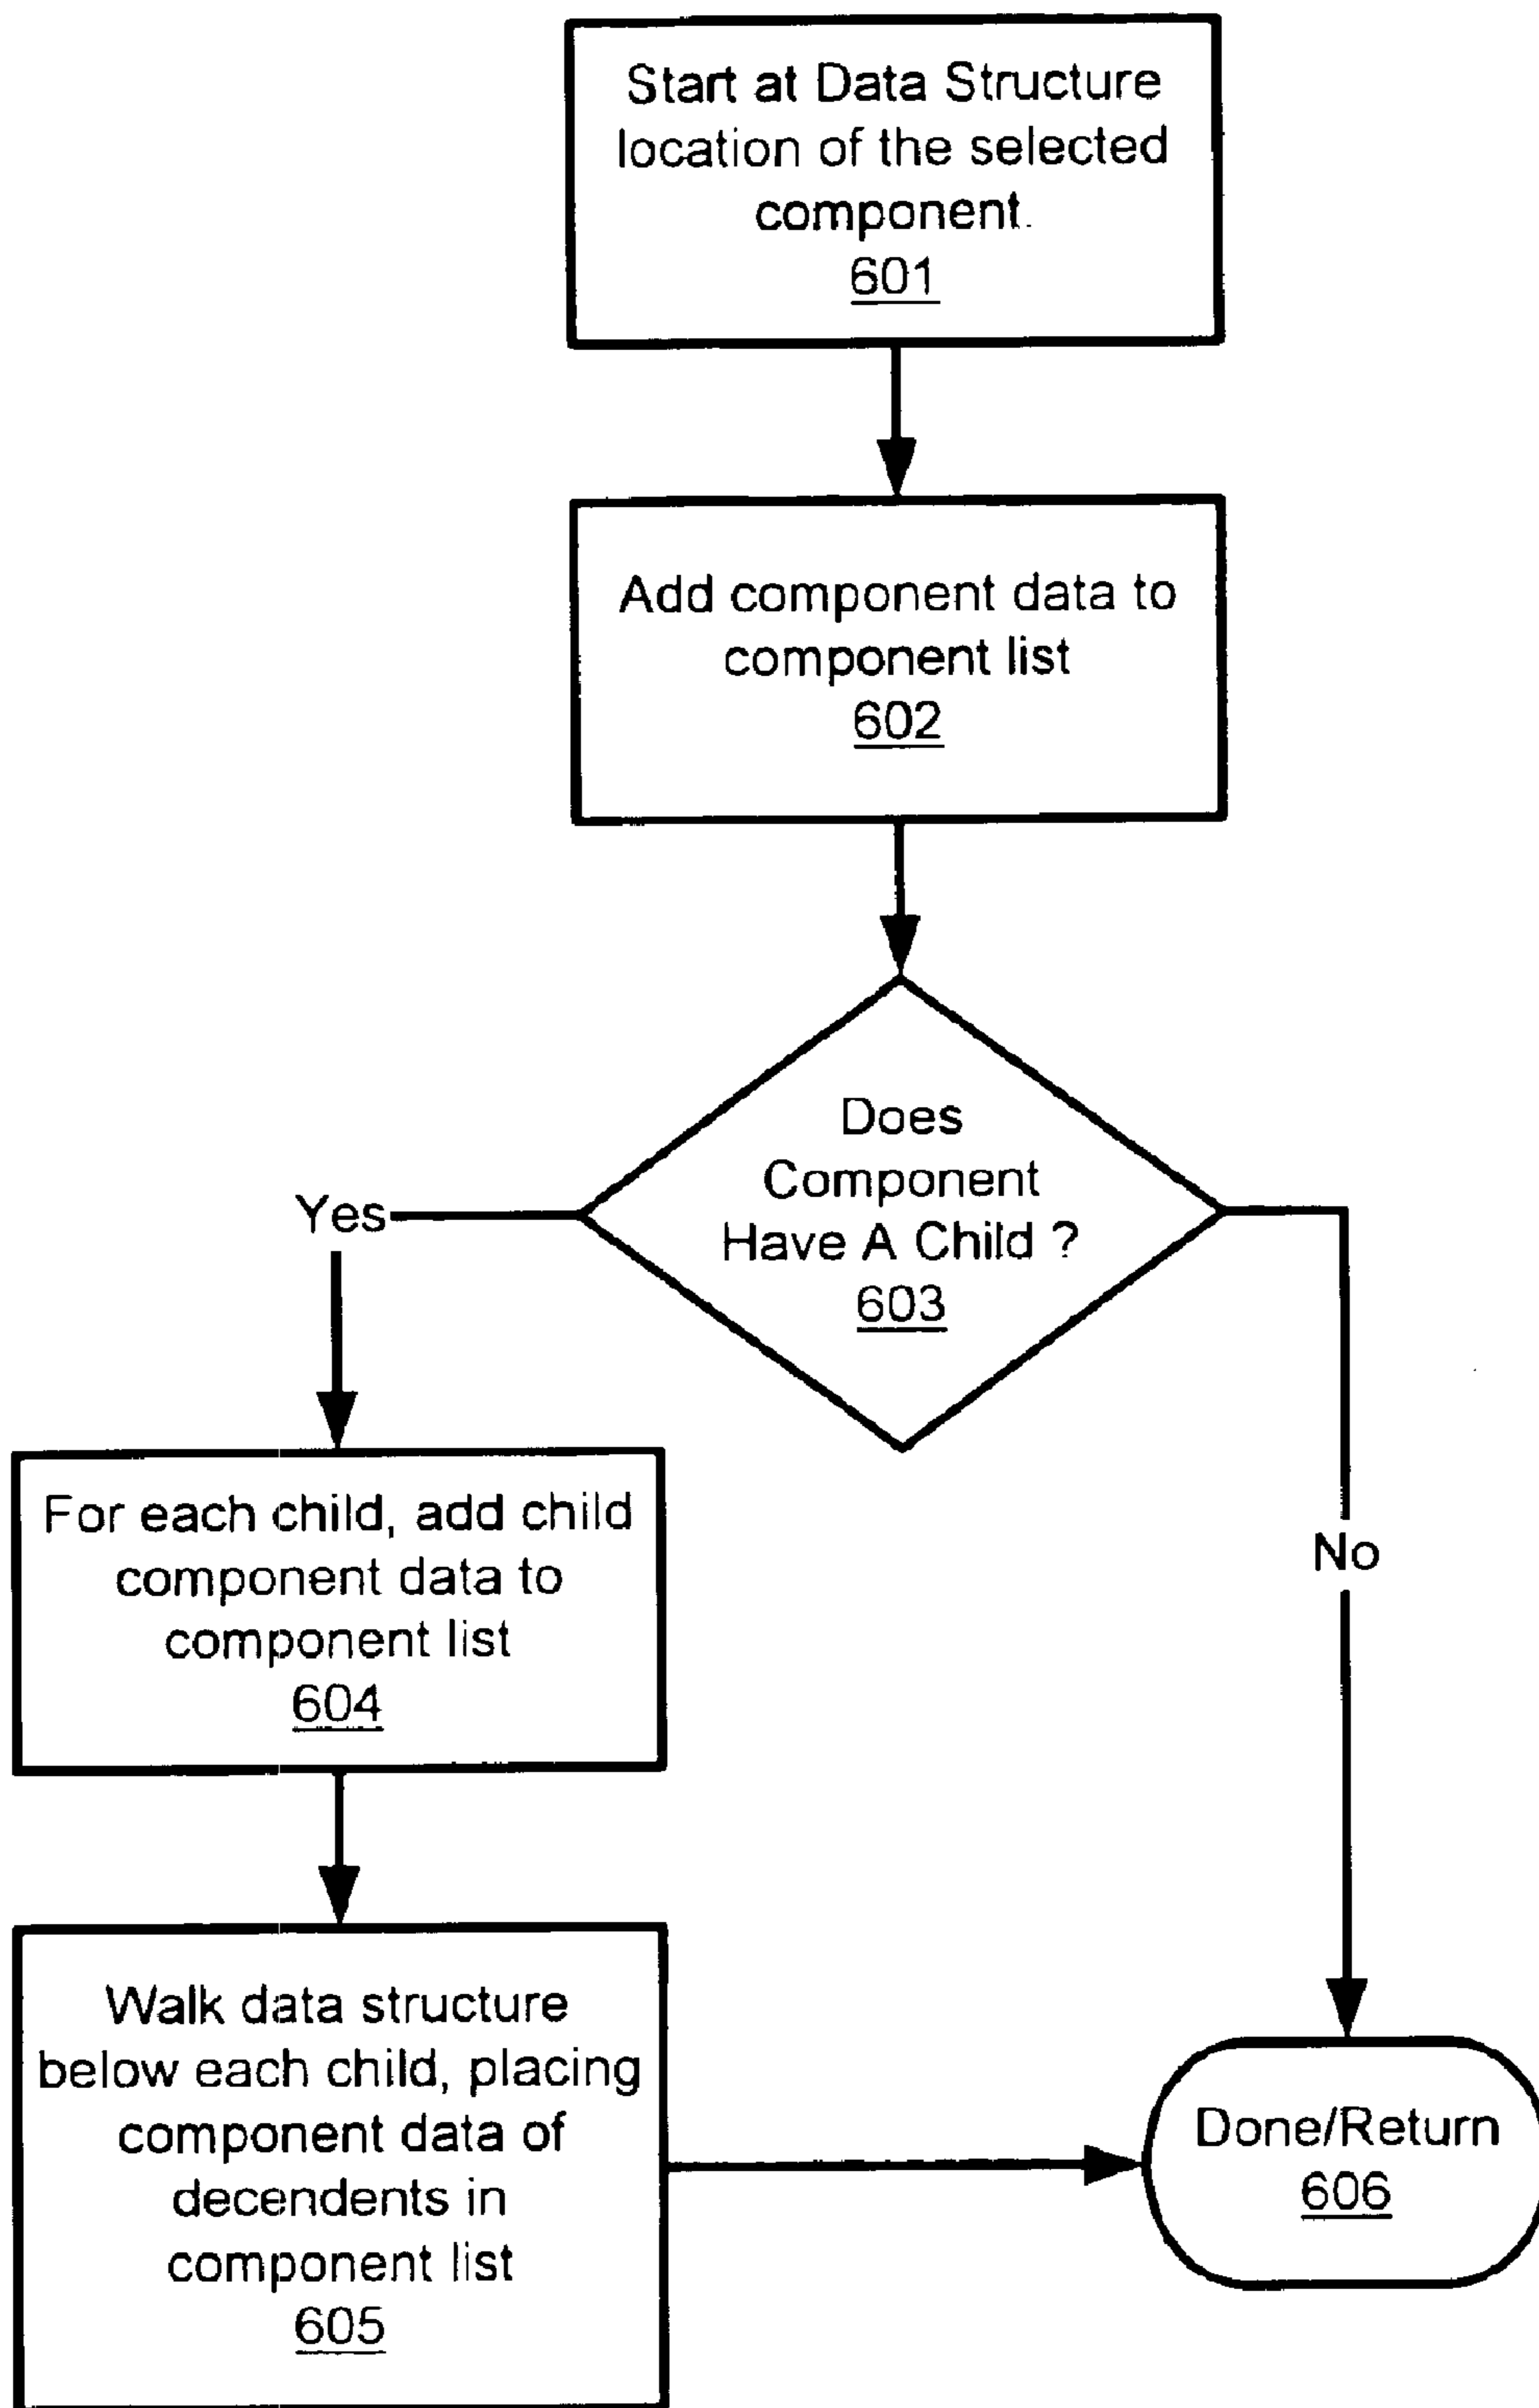 Start at Data Structure
location of the selected
component.
601
Add component data to
component list
602
Does
Component
Have A Child ?
603
Yes
No
For each child, add child
component data to
component list
604
Walk data structure
below each child, placing
component data of
decendents in
component list
605
Done/Return
606